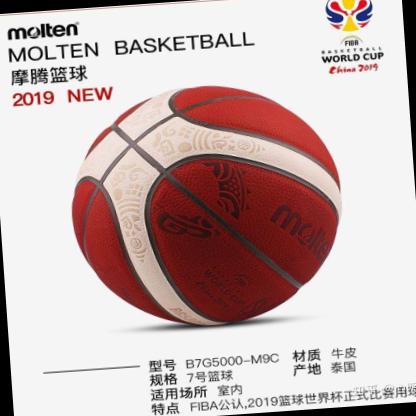 molten
MOLTEN BASKETBALL
摩腾篮球
2019 NEW
FIBA
BASKETBALL
WORLD CUP
China 2019
molten
WORLD CUP
型号 B7G5000-M9C 材质 牛皮
规格 7号篮球 产地 泰国
适用场所 室内
特点 FIBA公认,2019篮球世界杯正式比赛用球